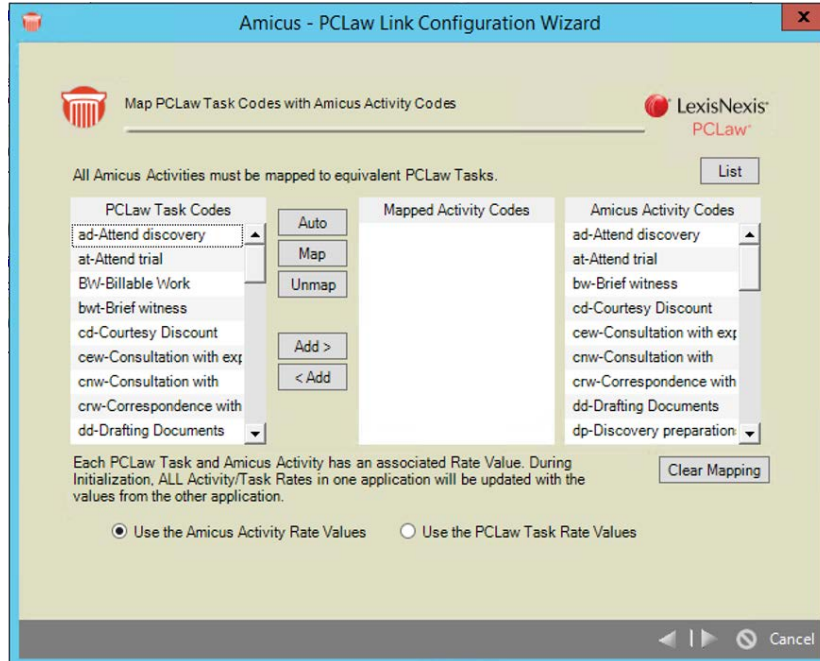 Amicus - PCLaw Link Configuration Wizard
x
Map PCLaw Task Codes with Amicus Activity Codes
LexisNexis
PCLaw
All Amicus Activities must be mapped to equivalent PCLaw Tasks.
List
PCLaw Task Codes
ad-Attend discovery
at-Attend trial
BW-Billable Work
bwt-Brief witness
cd-Courtesy Discount
cew-Consultation with exp
cnw-Consultation with
crw-Correspondence with
dd-Drafting Documents
Auto
Map
Unmap
Add >
< Add
Mapped Activity Codes
Amicus Activity Codes
ad-Attend discovery
at-Attend trial
bw-Brief witness
cd-Courtesy Discount
cew-Consultation with exp
cnw-Consultation with
crw-Correspondence with
dd-Drafting Documents
dp-Discovery preparation
Each PCLaw Task and Amicus Activity has an associated Rate Value. During
Initialization, ALL Activity/Task Rates in one application will be updated with the
values from the other application.
Clear Mapping
Use the Amicus Activity Rate Values
Use the PCLaw Task Rate Values
Cancel